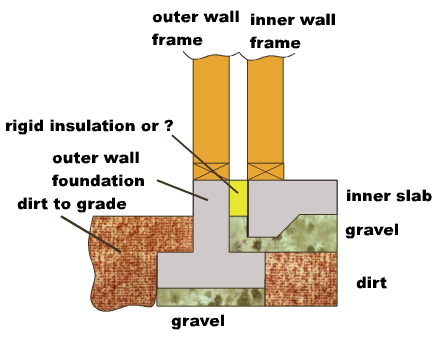 outer wall
frame
inner wall
frame
rigid insulation or ?
outer wall
foundation
dirt to grade
inner slab
gravel
dirt
gravel